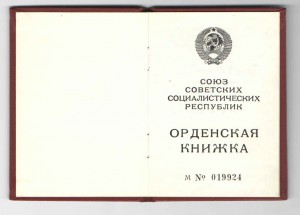 СОЮЗ
СОВЕТСКИХ
СОЦИАЛИСТИЧЕСКИХ
РЕСПУБЛИК
ОРДЕНСКАЯ
КНИЖКА
М № 019924